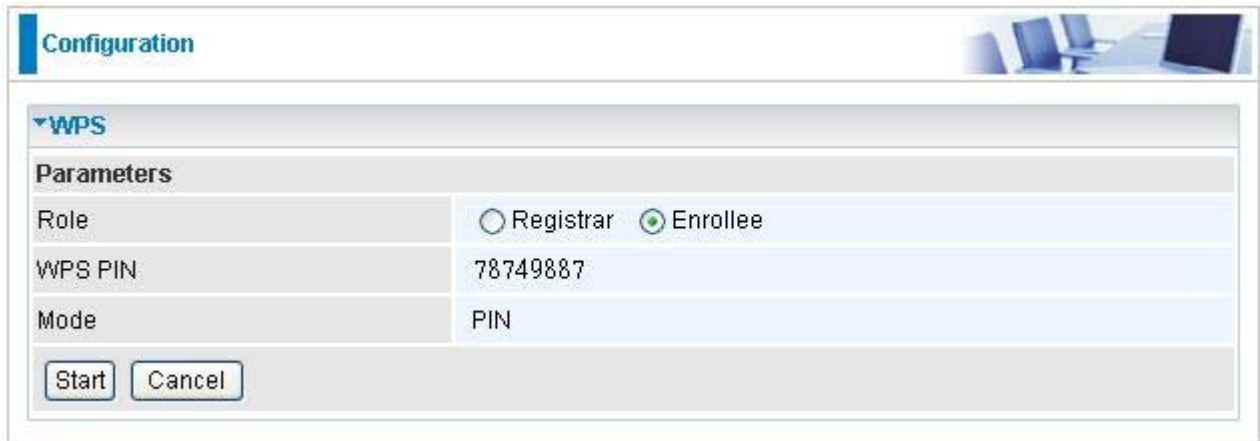 Configuration
WPS
Parameters
Role Registrar Enrollee
WPS PIN 78749887
Mode PIN
Start Cancel